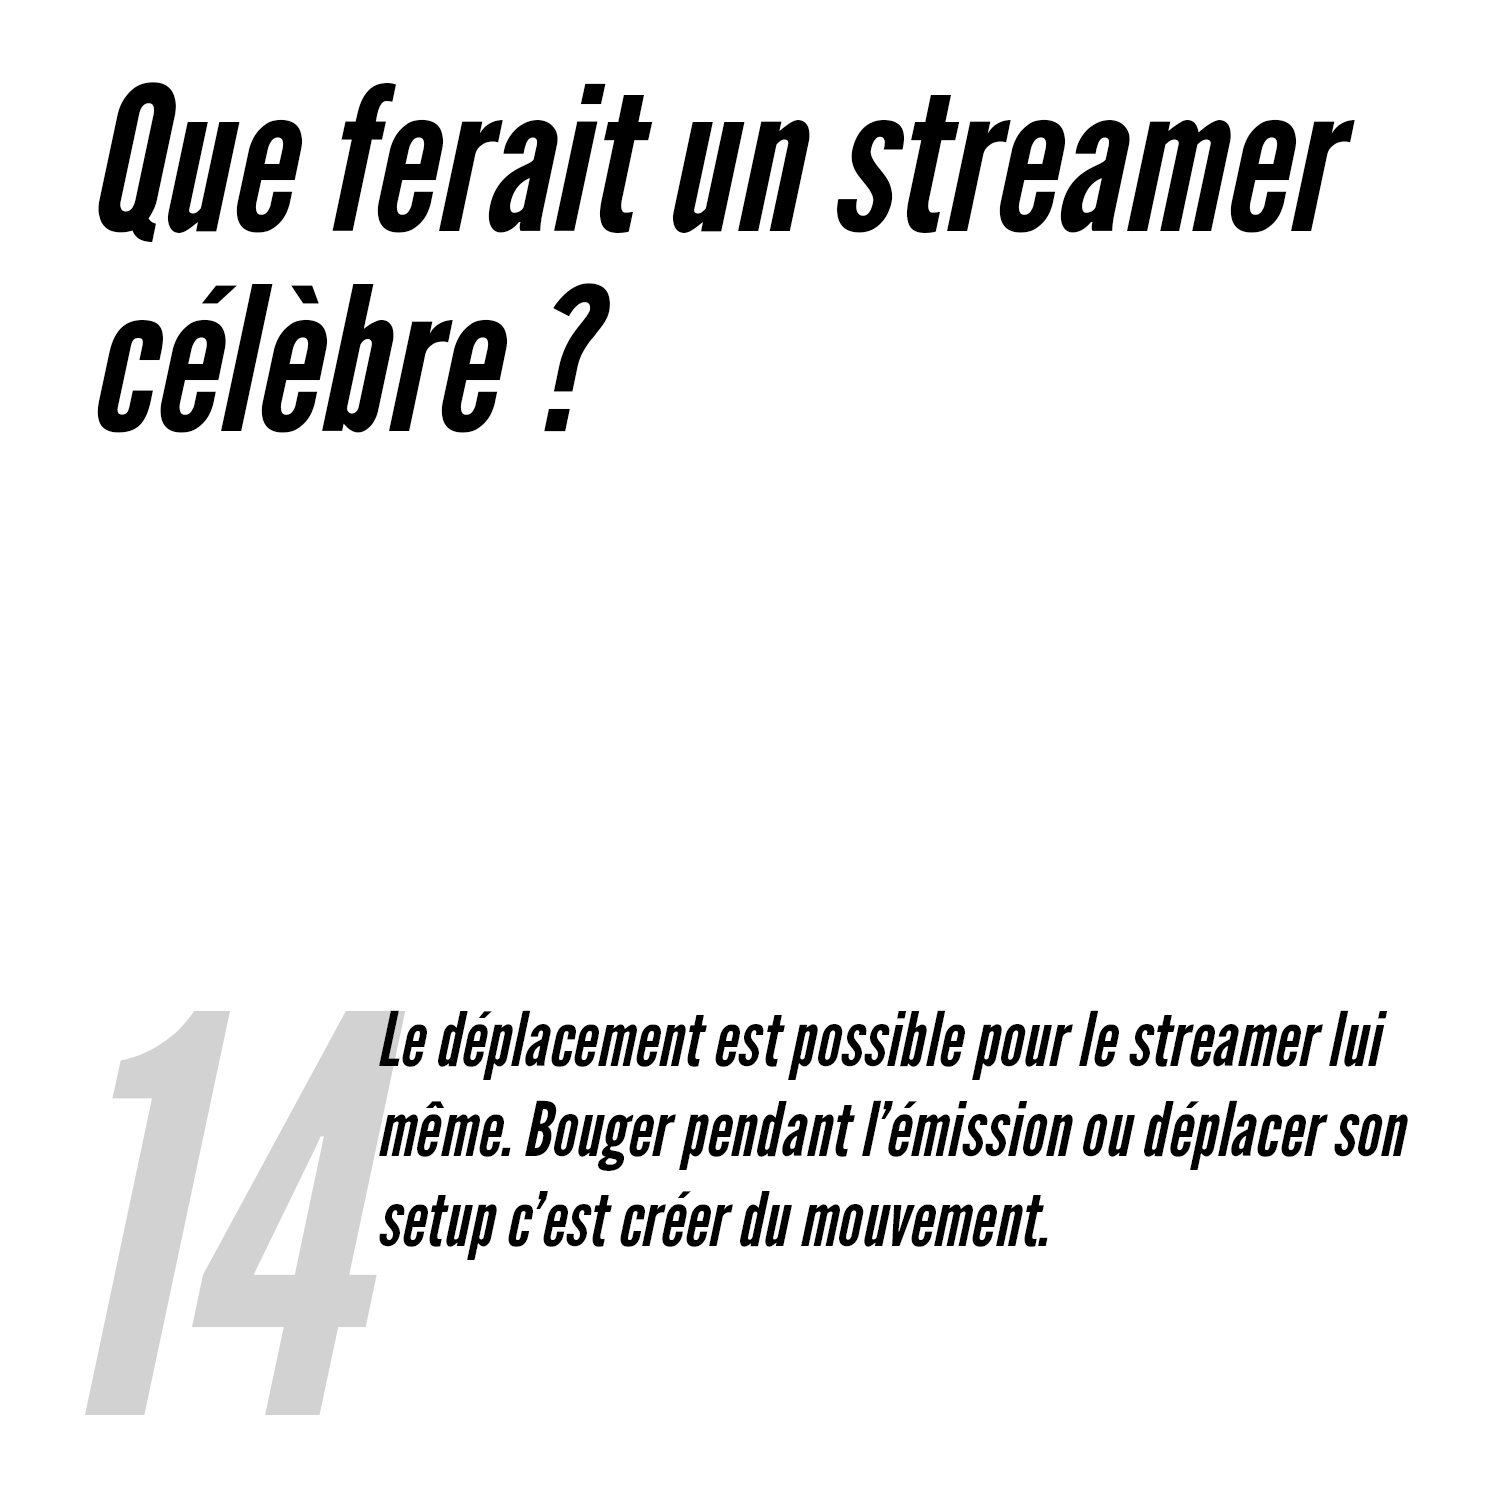 Que ferait un streamer
célèbre ?
14
Le déplacement est possible pour le streamer lui
même. Bouger pendant l’émission ou déplacer son
setup c’est créer du mouvement.